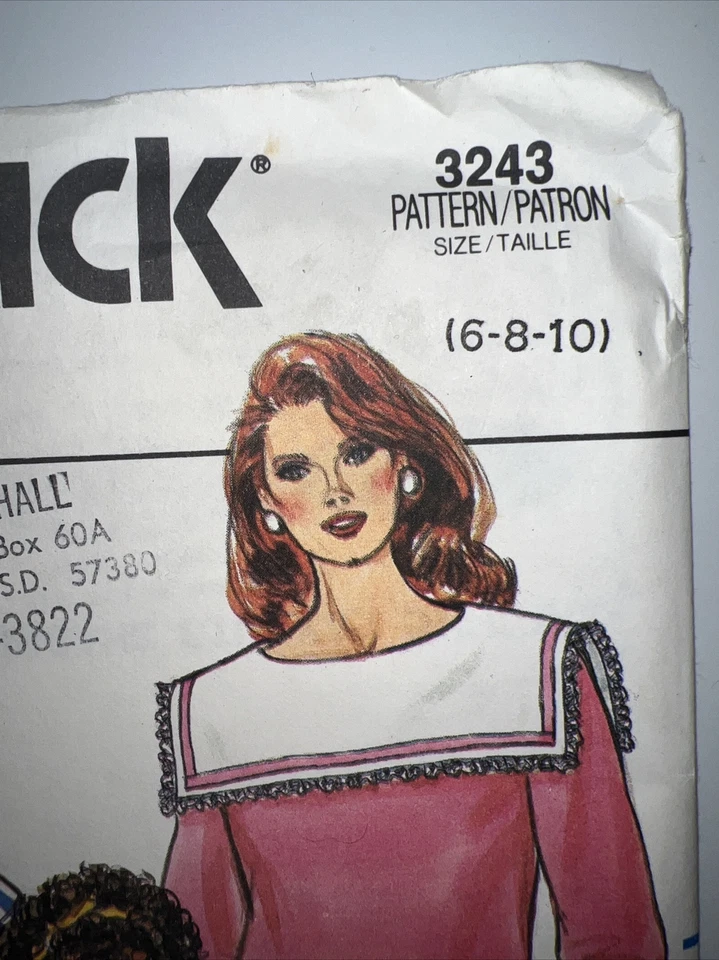 ick®
3243
PATTERN/PATRON
SIZE/TAILLE
(6-8-10)
HALL
Box 60A
S.D. 57380
-3822